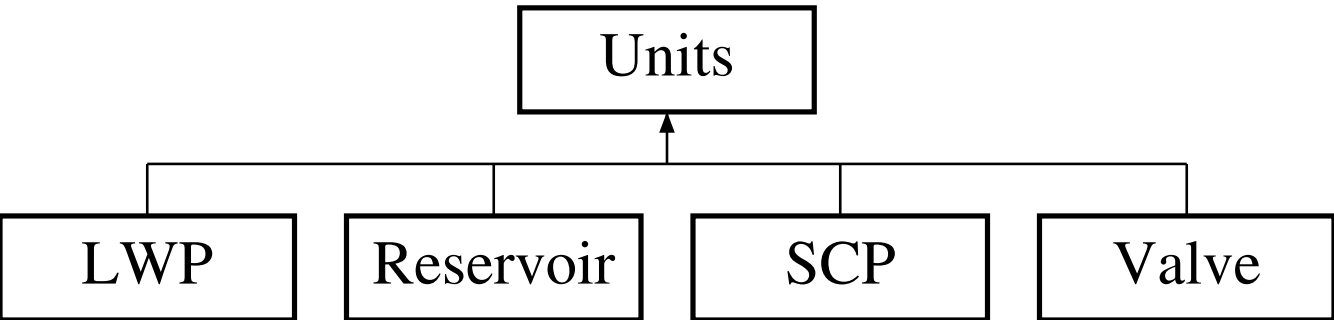 Units
LWP
Reservoir
SCP
Valve